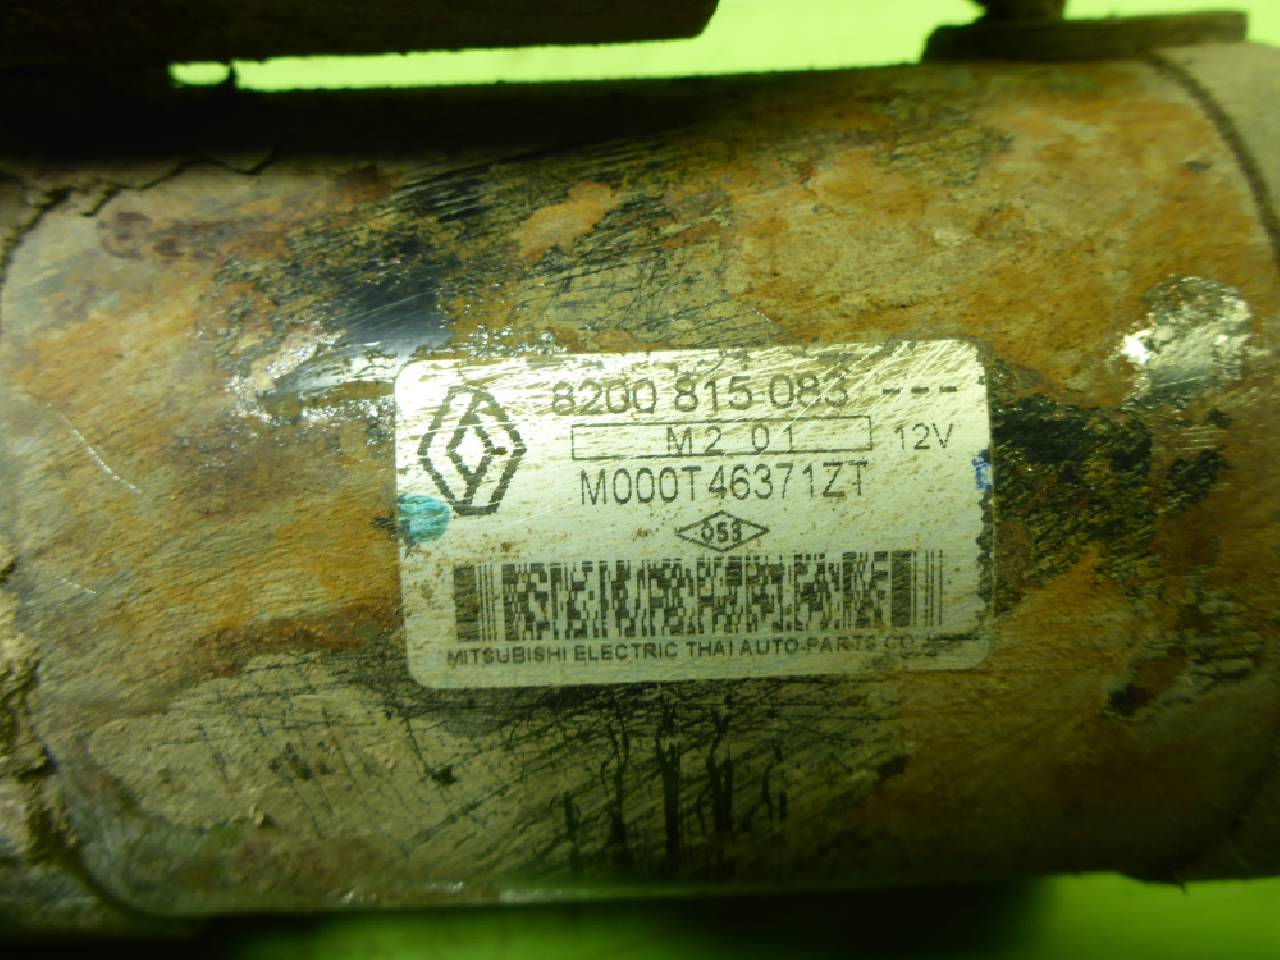 8200 815 083 ---
M2 01 12V
M000T46371ZT
MITSUBISHI ELECTRIC THAI AUTO-PARTS CO.